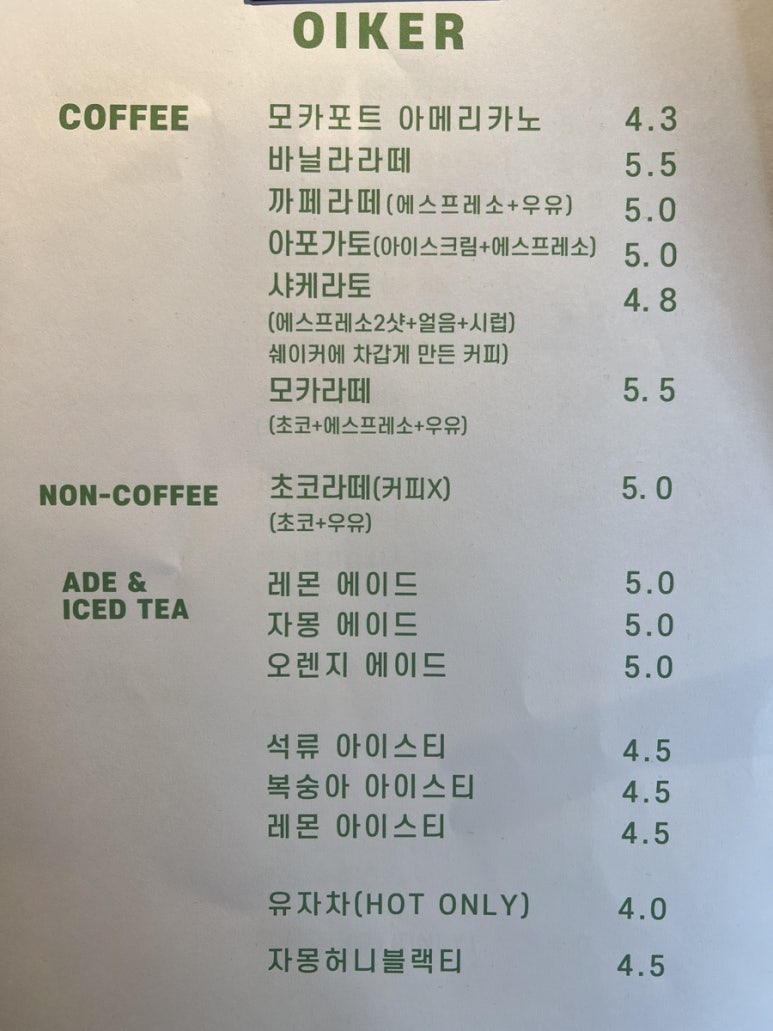 OIKER
COFFEE 모카포트 아메리카노 4.3
바닐라라떼 5.5
까페라떼(에스프레소+우유) 5.0
아포가토(아이스크림+에스프레소) 5.0
샤케라토 4.8
(에스프레소2샷+얼음+시럽)
쉐이커에 차갑게 만든 커피)
모카라떼 5.5
(초코+에스프레소+우유)
NON-COFFEE 초코라떼(커피X) 5.0
(초코+우유)
ADE & 레몬 에이드 5.0
ICED TEA 자몽 에이드 5.0
오렌지 에이드 5.0
석류 아이스티 4.5
복숭아 아이스티 4.5
레몬 아이스티 4.5
유자차(HOT ONLY) 4.0
자몽허니블랙티 4.5